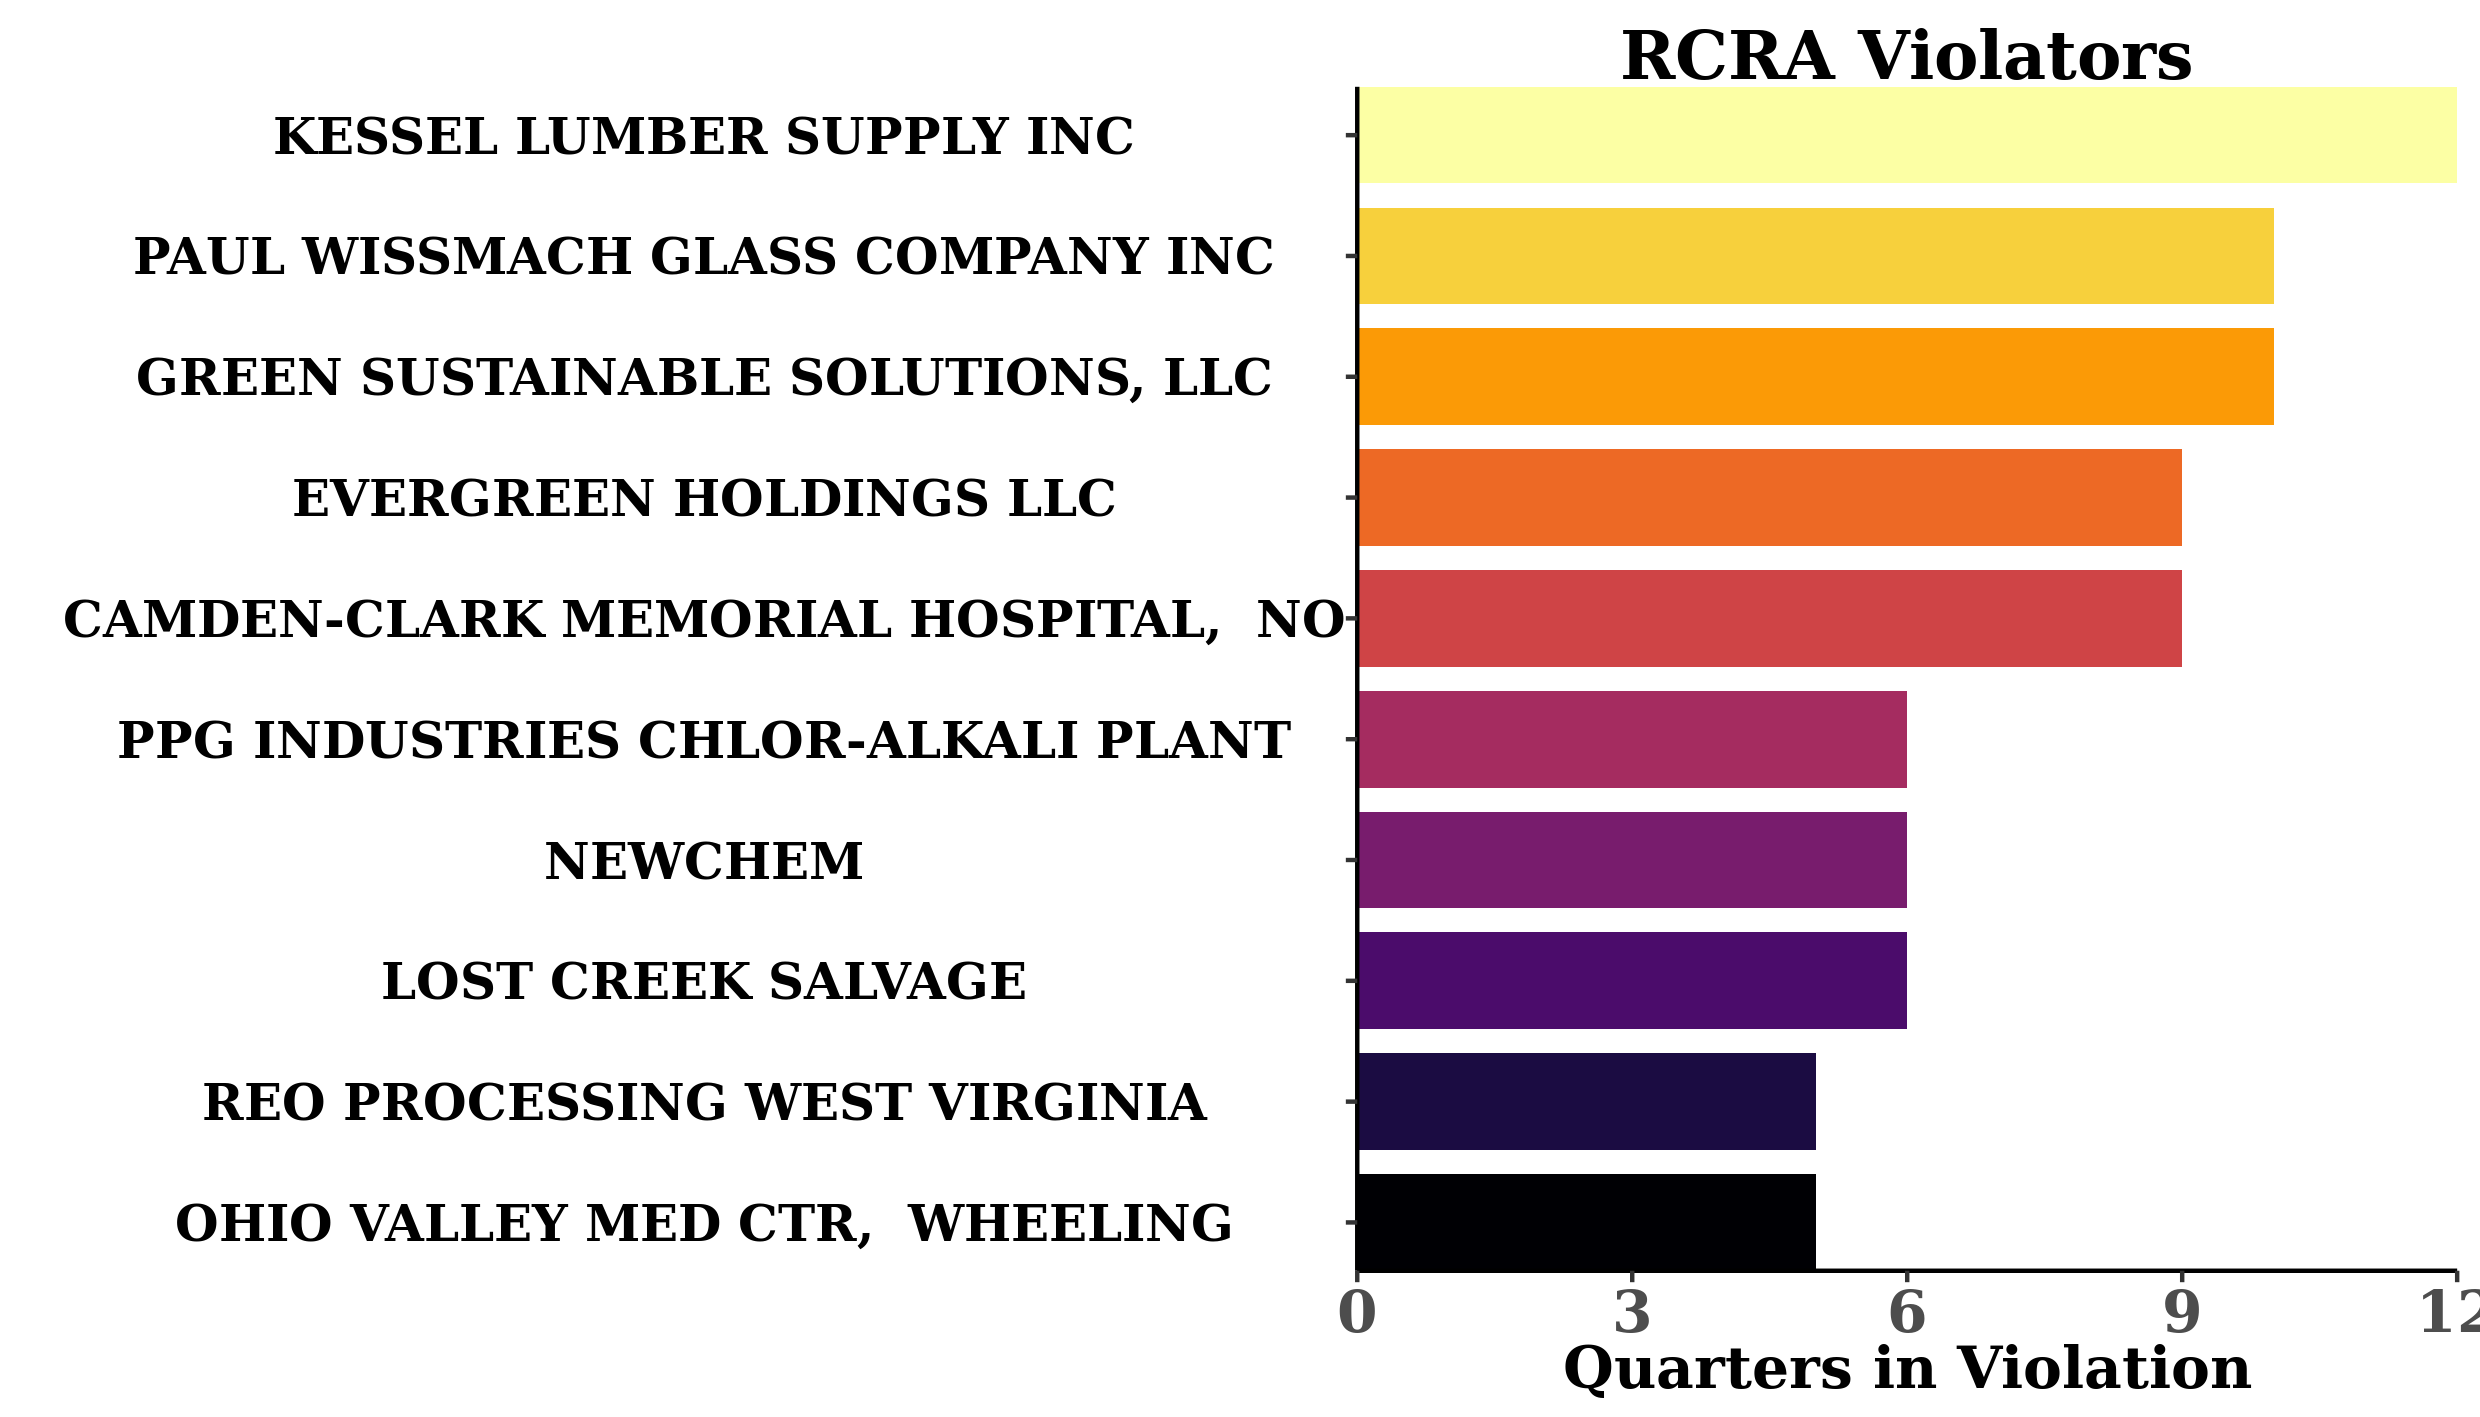 RCRA Violators
KESSEL LUMBER SUPPLY INC
PAUL WISSMACH GLASS COMPANY INC
GREEN SUSTAINABLE SOLUTIONS, LLC
EVERGREEN HOLDINGS LLC
CAMDEN-CLARK MEMORIAL HOSPITAL,  NO
PPG INDUSTRIES CHLOR-ALKALI PLANT
NEWCHEM
LOST CREEK SALVAGE
REO PROCESSING WEST VIRGINIA
OHIO VALLEY MED CTR,  WHEELING
0 3 6 9 12
Quarters in Violation